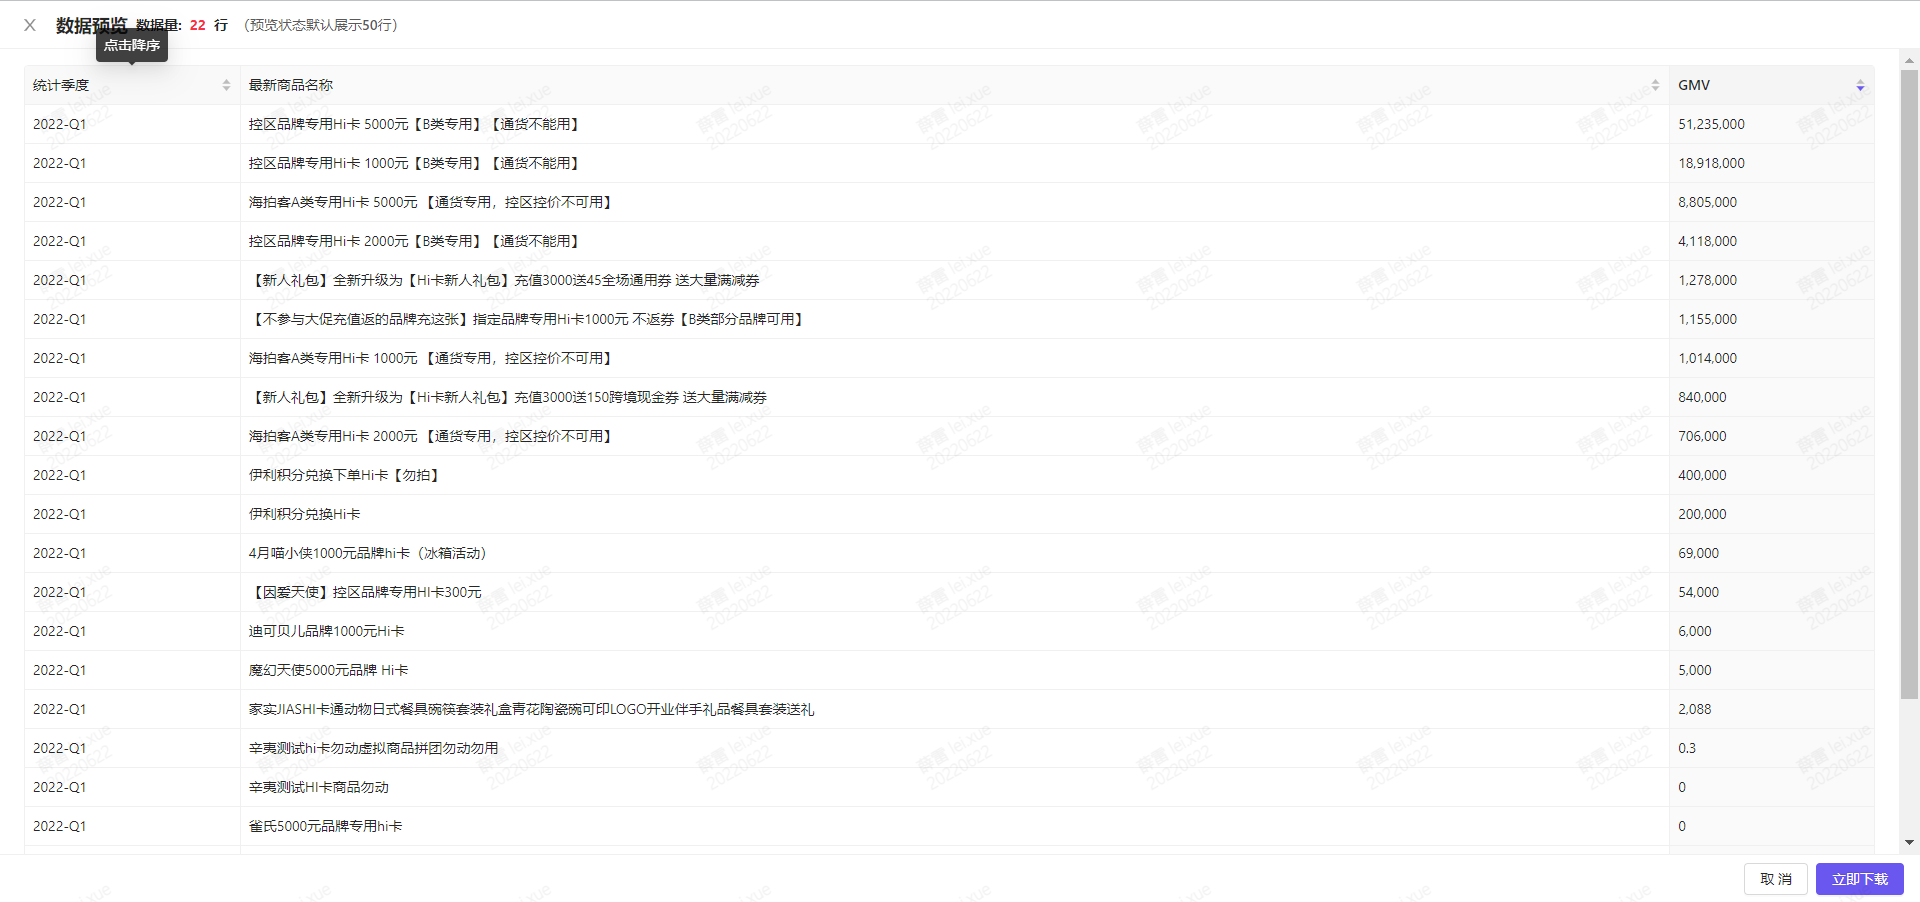 数据预览 数据量: 22 行 （预览状态默认展示50行）
点击降序
统计季度 最新商品名称 GMV
2022-Q1 控区品牌专用Hi卡 5000元【B类专用】【通货不能用】 51,235,000
2022-Q1 控区品牌专用Hi卡 1000元【B类专用】【通货不能用】 18,918,000
2022-Q1 海拍客A类专用Hi卡 5000元 【通货专用，控区控价不可用】 8,805,000
2022-Q1 控区品牌专用Hi卡 2000元【B类专用】【通货不能用】 4,118,000
2022-Q1 【新人礼包】全新升级为【Hi卡新人礼包】充值3000送45全场通用券 送大量满减券 1,278,000
2022-Q1 【不参与大促充值返的品牌充这张】指定品牌专用Hi卡1000元 不返券【B类部分品牌可用】 1,155,000
2022-Q1 海拍客A类专用Hi卡 1000元 【通货专用，控区控价不可用】 1,014,000
2022-Q1 【新人礼包】全新升级为【Hi卡新人礼包】充值3000送150跨境现金券 送大量满减券 840,000
2022-Q1 海拍客A类专用Hi卡 2000元 【通货专用，控区控价不可用】 706,000
2022-Q1 伊利积分兑换下单Hi卡【勿拍】 400,000
2022-Q1 伊利积分兑换Hi卡 200,000
2022-Q1 4月喵小侠1000元品牌hi卡（冰箱活动） 69,000
2022-Q1 【因爱天使】控区品牌专用HI卡300元 54,000
2022-Q1 迪可贝儿品牌1000元Hi卡 6,000
2022-Q1 魔幻天使5000元品牌 Hi卡 5,000
2022-Q1 家实JIASHI卡通动物日式餐具碗筷套装礼盒青花陶瓷碗可印LOGO开业伴手礼品餐具套装送礼 2,088
2022-Q1 辛夷测试hi卡勿动虚拟商品拼团勿动勿用 0.3
2022-Q1 辛夷测试HI卡商品勿动 0
2022-Q1 雀氏5000元品牌专用hi卡 0
取 消 立即下载